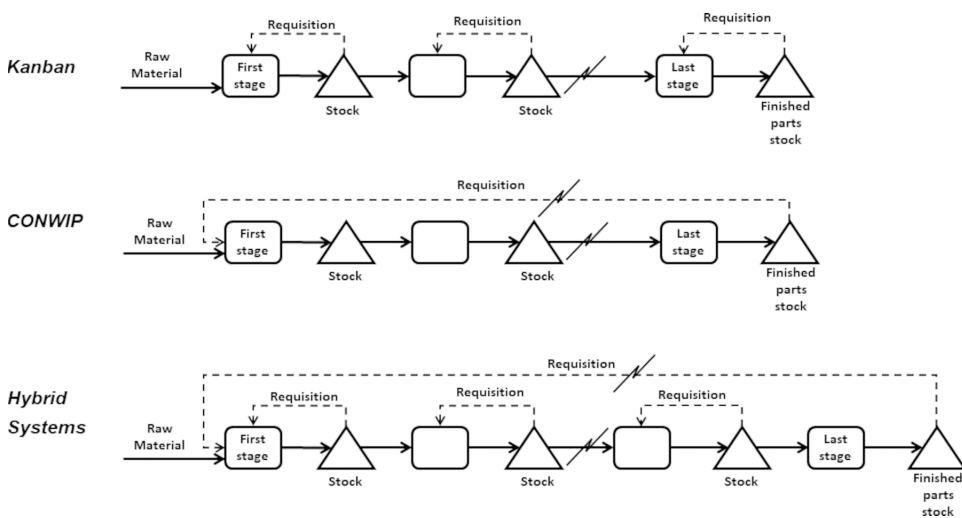 Requisition
Requisition
Requisition
Kanban
Raw
Material
First
stage
Last
stage
Stock
Stock
Finished
parts
stock
Requisition
CONWIP
Raw
Material
First
stage
Last
stage
Stock
Stock
Finished
parts
stock
Requisition
Hybrid
Systems
Requisition
Requisition
Requisition
Raw
Material
First
stage
Last
stage
Stock
Stock
Stock
Finished
parts
stock